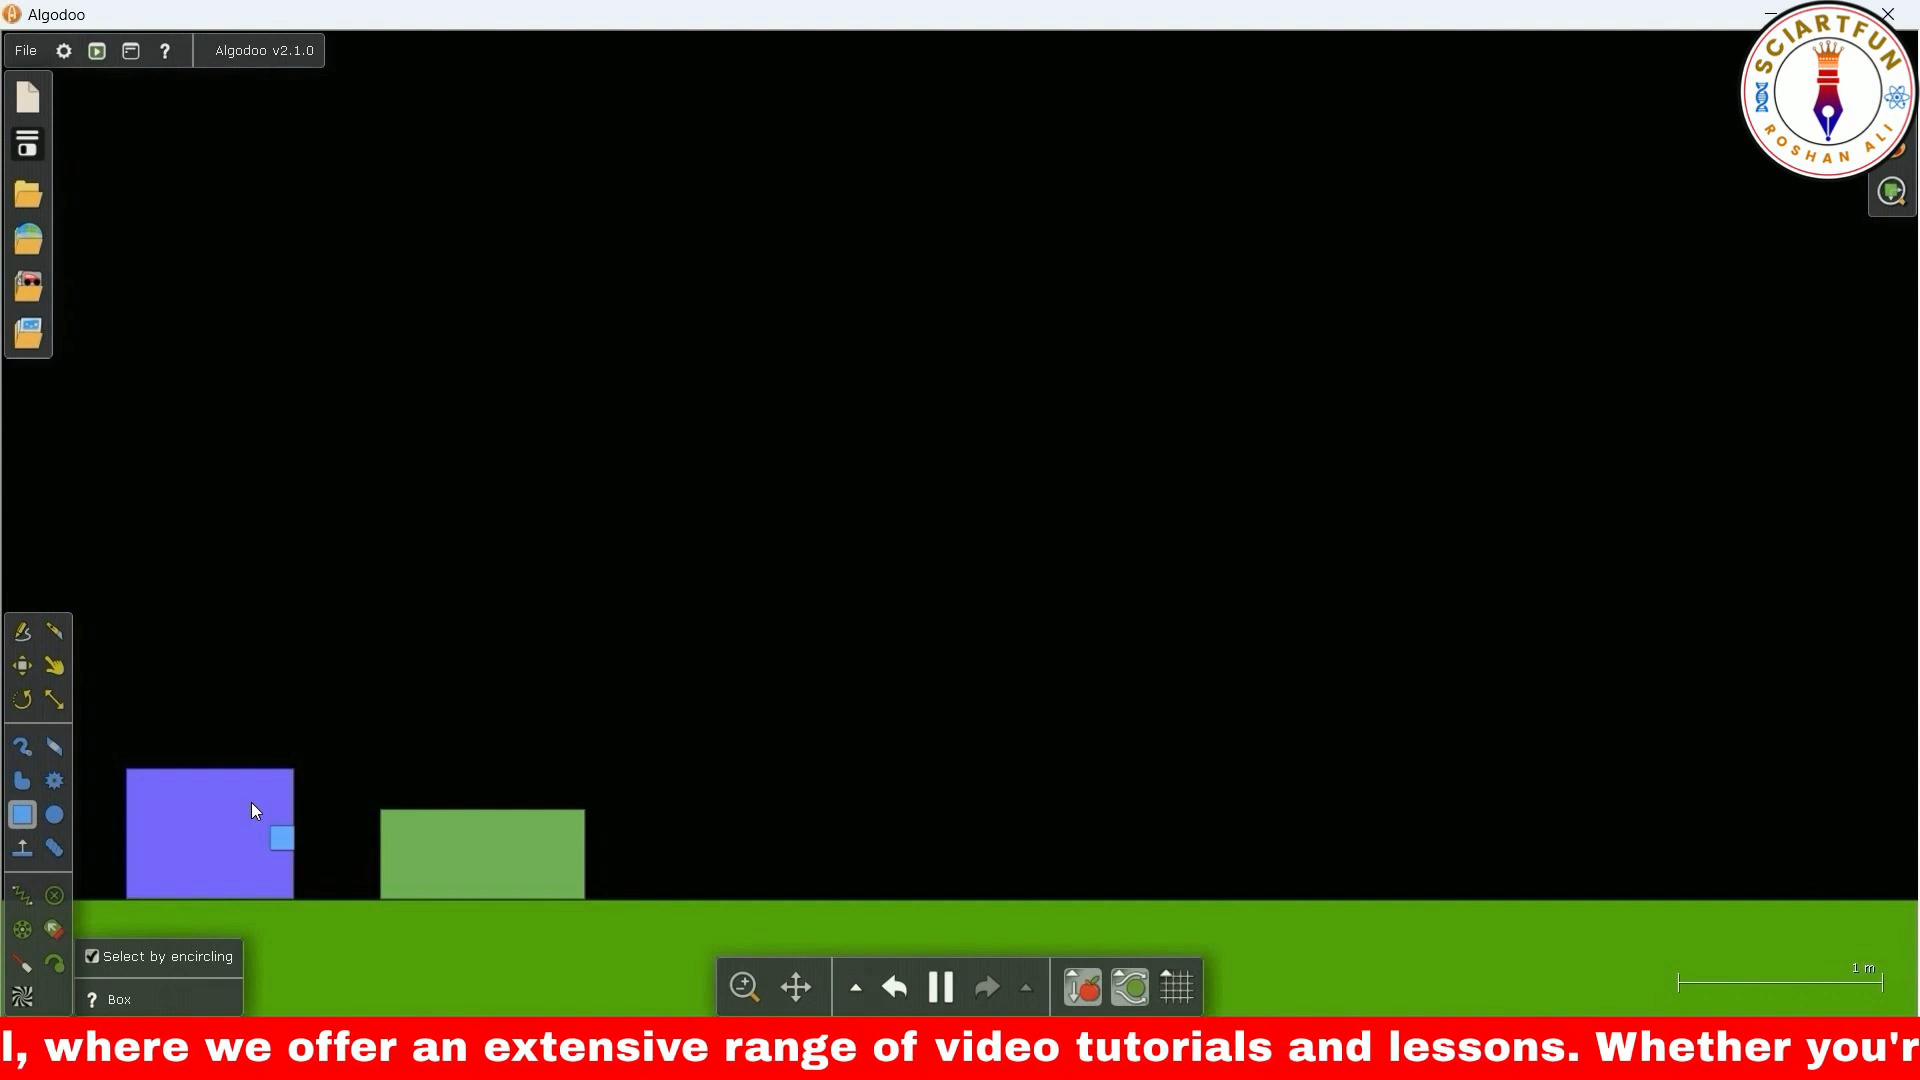 Algodoo
File
Algodoo v2.1.0
SCIARTFUN
ROSHAN ALI
Select by encircling
? Box
1 m
l, where we offer an extensive range of video tutorials and lessons. Whether you'r